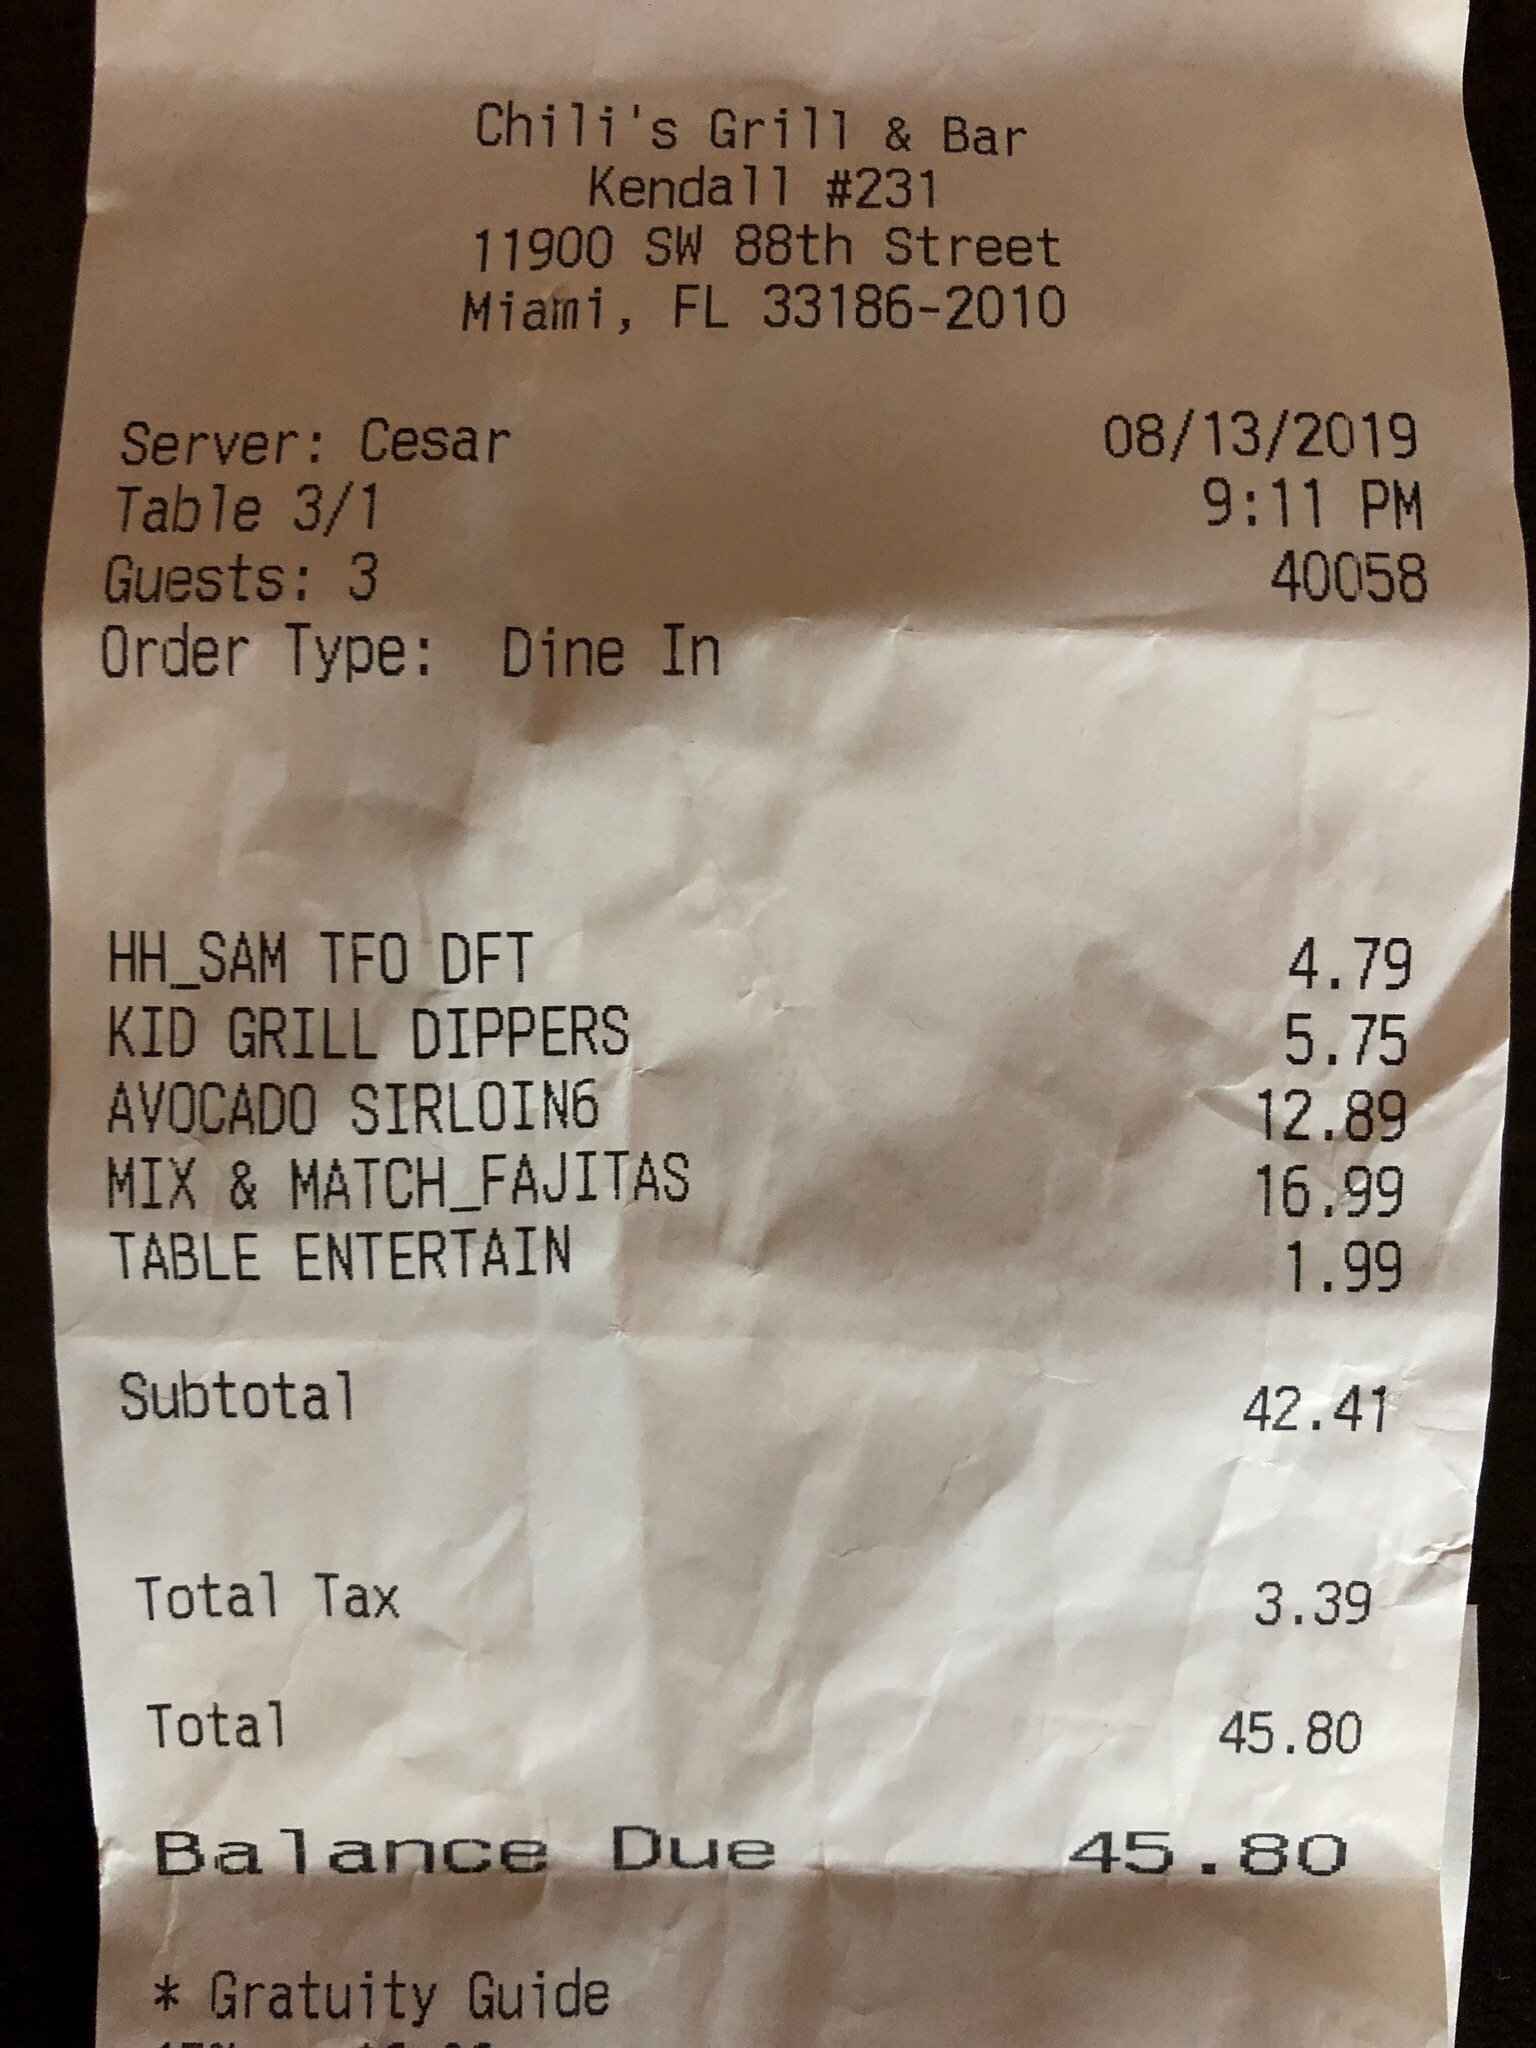 Chili's Grill & Bar
Kendall #231
11900 SW 88th Street
Miami, FL 33186-2010
Server: Cesar 08/13/2019
Table 3/1 9:11 PM
Guests: 3 40058
Order Type: Dine In
HH_SAM TFO DFT 4.79
KID GRILL DIPPERS 5.75
AVOCADO SIRLOIN6 12.89
MIX & MATCH_FAJITAS 16.99
TABLE ENTERTAIN 1.99
Subtotal 42.41
Total Tax 3.39
Total 45.80
Balance Due 45.80
* Gratuity Guide